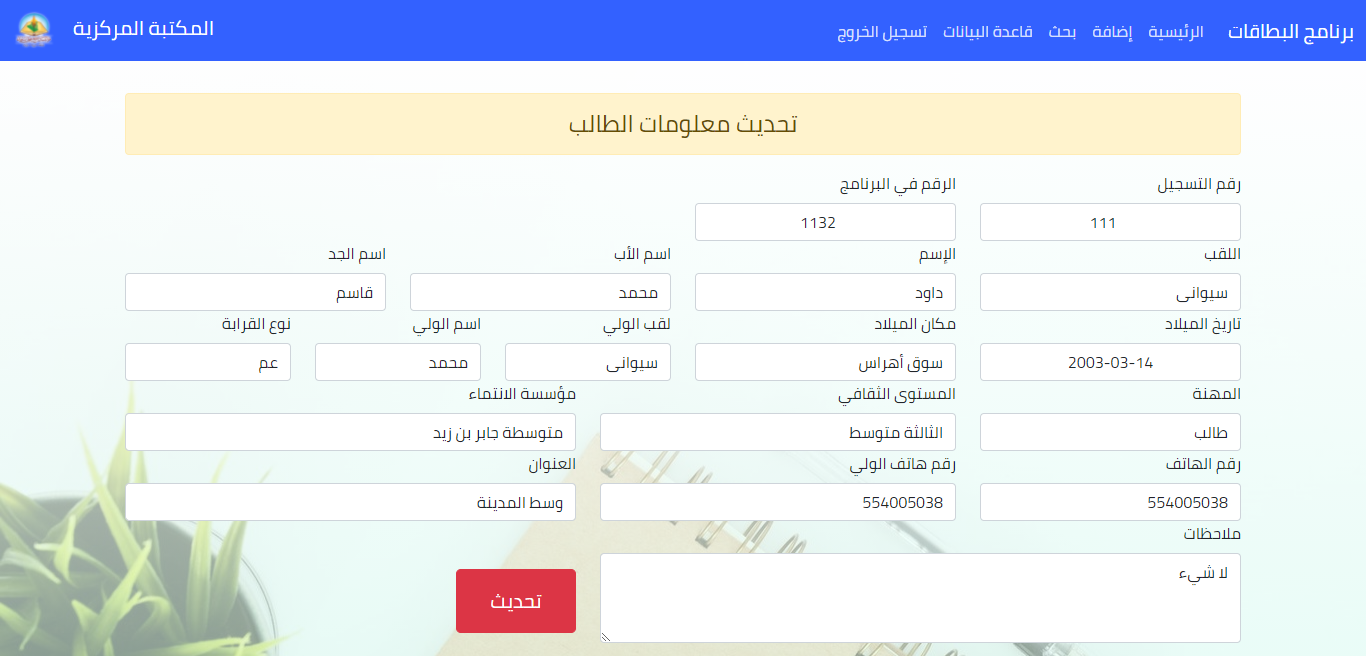 برنامج البطاقات الرئيسية إضافة بحث قاعدة البيانات تسجيل الخروج المكتبة المركزية
تحديث معلومات الطالب
رقم التسجيل الرقم في البرنامج
111 1132
اللقب الإسم اسم الأب اسم الجد
سيوانى داود محمد قاسم
تاريخ الميلاد مكان الميلاد لقب الولي اسم الولي نوع القرابة
2003-03-14 سوق أهراس سيوانى محمد عم
المهنة المستوى الثقافي مؤسسة الانتماء
طالب الثالثة متوسط متوسطة جابر بن زيد
رقم الهاتف رقم هاتف الولي العنوان
554005038 554005038 وسط المدينة
ملاحظات
لا شيء
تحديث